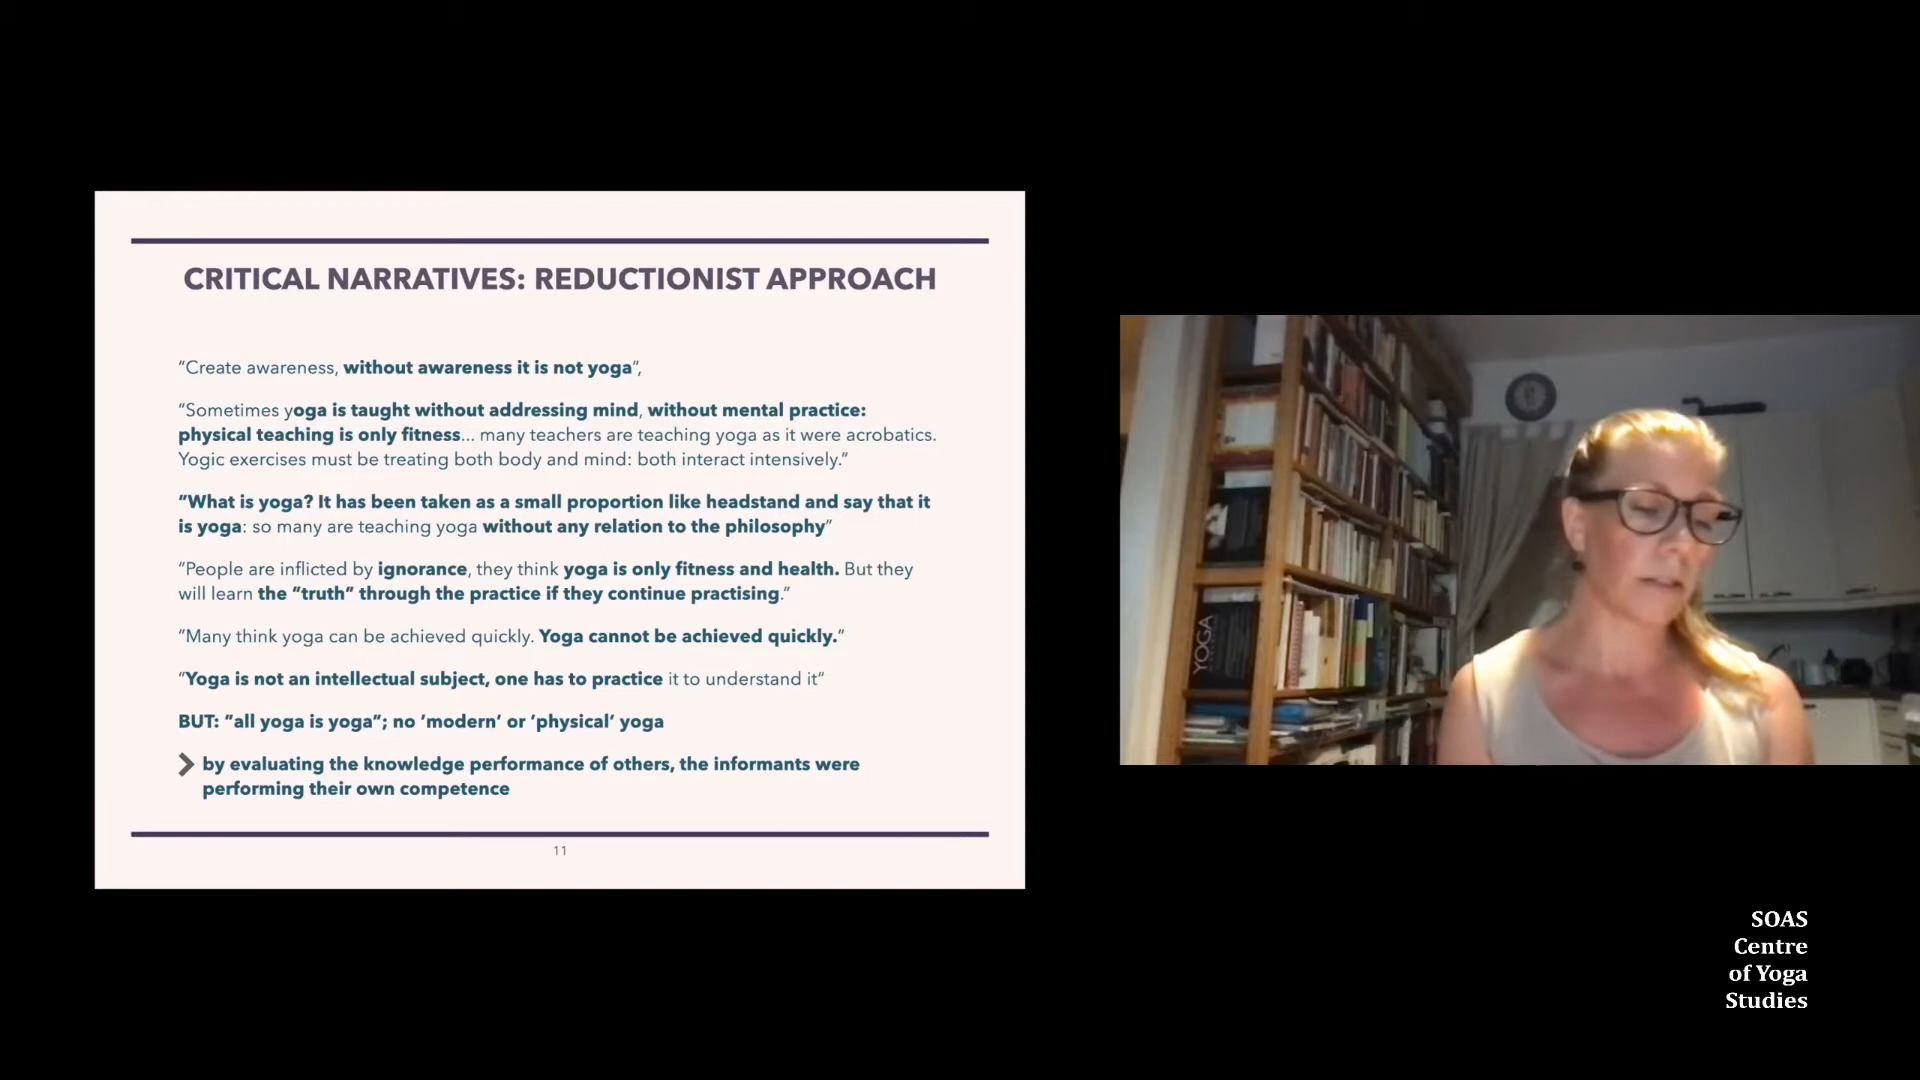 CRITICAL NARRATIVES: REDUCTIONIST APPROACH
“Create awareness, without awareness it is not yoga”,
“Sometimes yoga is taught without addressing mind, without mental practice:
physical teaching is only fitness... many teachers are teaching yoga as it were acrobatics.
Yogic exercises must be treating both body and mind: both interact intensively.”
“What is yoga? It has been taken as a small proportion like headstand and say that it
is yoga: so many are teaching yoga without any relation to the philosophy”
“People are inflicted by ignorance, they think yoga is only fitness and health. But they
will learn the “truth” through the practice if they continue practising.”
“Many think yoga can be achieved quickly. Yoga cannot be achieved quickly.”
“Yoga is not an intellectual subject, one has to practice it to understand it“
BUT: “all yoga is yoga”; no ‘modern’ or ‘physical’ yoga
by evaluating the knowledge performance of others, the informants were
performing their own competence
11
YOGA
SOAS
Centre
of Yoga
Studies